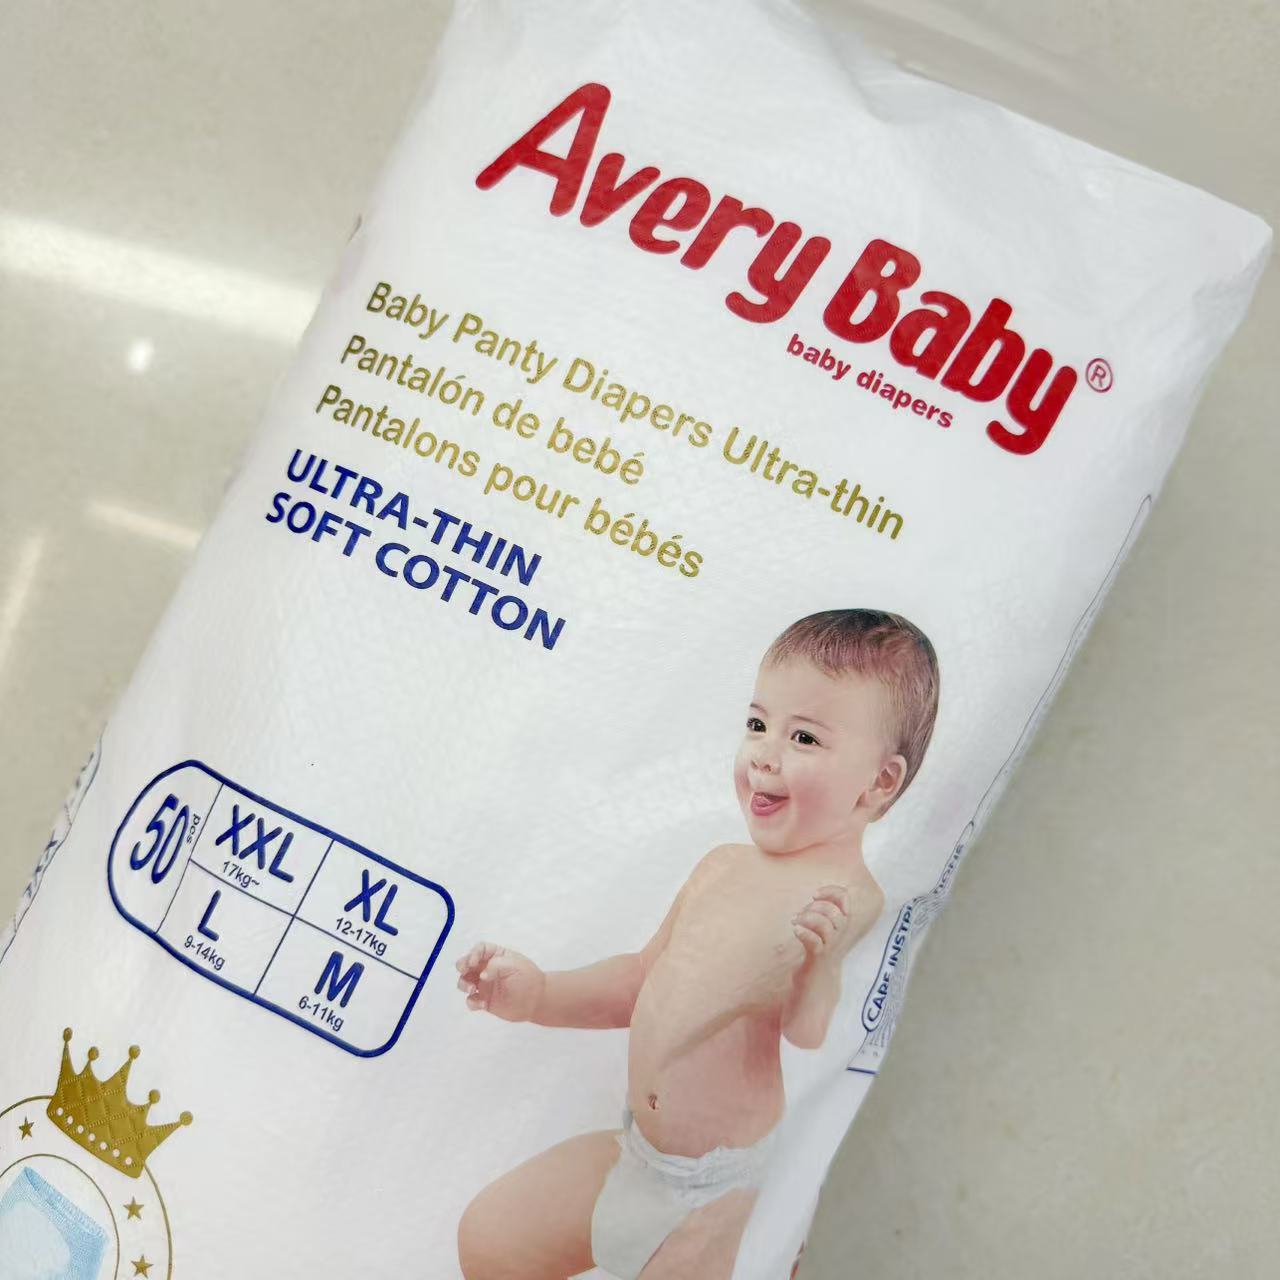 Avery Baby®
baby diapers
Baby Panty Diapers Ultra-thin
Pantalón de bebé
Pantalons pour bébés
ULTRA-THIN
SOFT COTTON
50 pcs
XXL
17kg~
XL
12-17kg
L
9-14kg
M
6-11kg
CARE